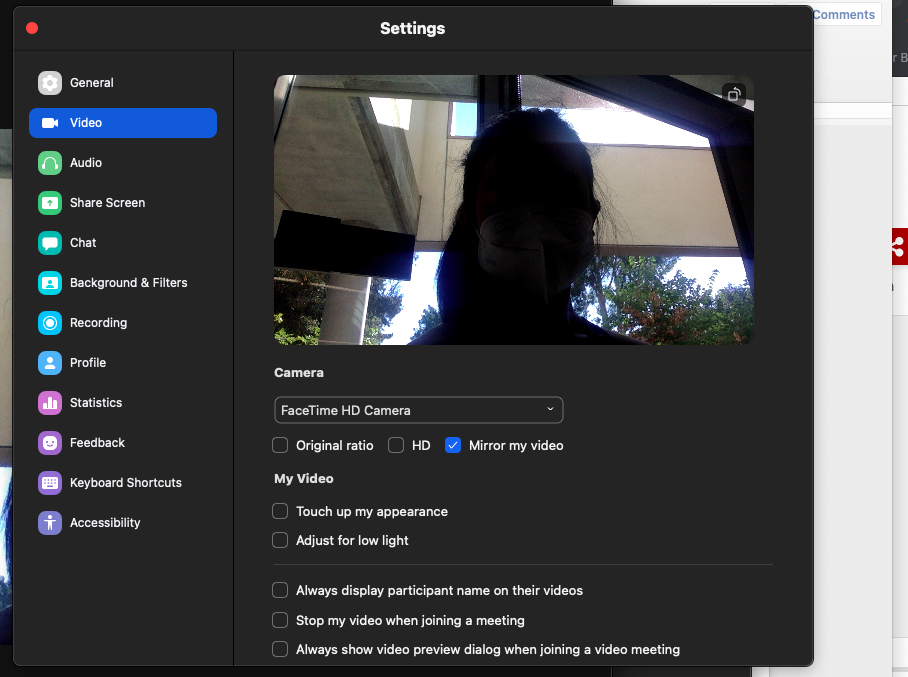 Settings
Comments
r B
General
Video
Audio
Share Screen
Chat
Background & Filters
Recording
Profile
Statistics
Feedback
Keyboard Shortcuts
Accessibility
Camera
FaceTime HD Camera
Original ratio
HD
Mirror my video
My Video
Touch up my appearance
Adjust for low light
Always display participant name on their videos
Stop my video when joining a meeting
Always show video preview dialog when joining a video meeting